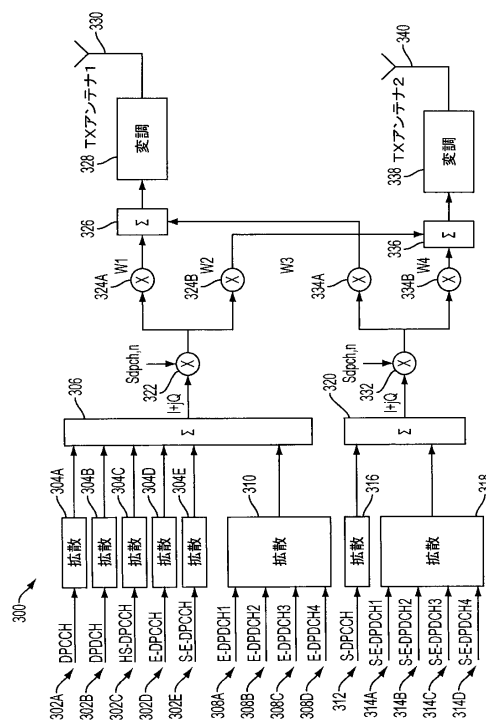 300
302A DPCCH 拡散 304A
302B DPDCH 拡散 304B
302C HS-DPCCH 拡散 304C
302D E-DPCCH 拡散 304D
302E S-E-DPCCH 拡散 304E
308A E-DPDCH1
308B E-DPDCH2
308C E-DPDCH3
308D E-DPDCH4
拡散 310
312 S-DPCCH 拡散 316
314A S-E-DPDCH1
314B S-E-DPDCH2
314C S-E-DPDCH3
314D S-E-DPDCH4
拡散 318
306 Σ
320 Σ
I+jQ
Sdpch,n
322 X
I+jQ
Sdpch,n
332 X
324A X W1
324B X W2
W3
334A X
334B X W4
326 Σ
336 Σ
328 TXアンテナ1
変調
330
338 TXアンテナ2
変調
340